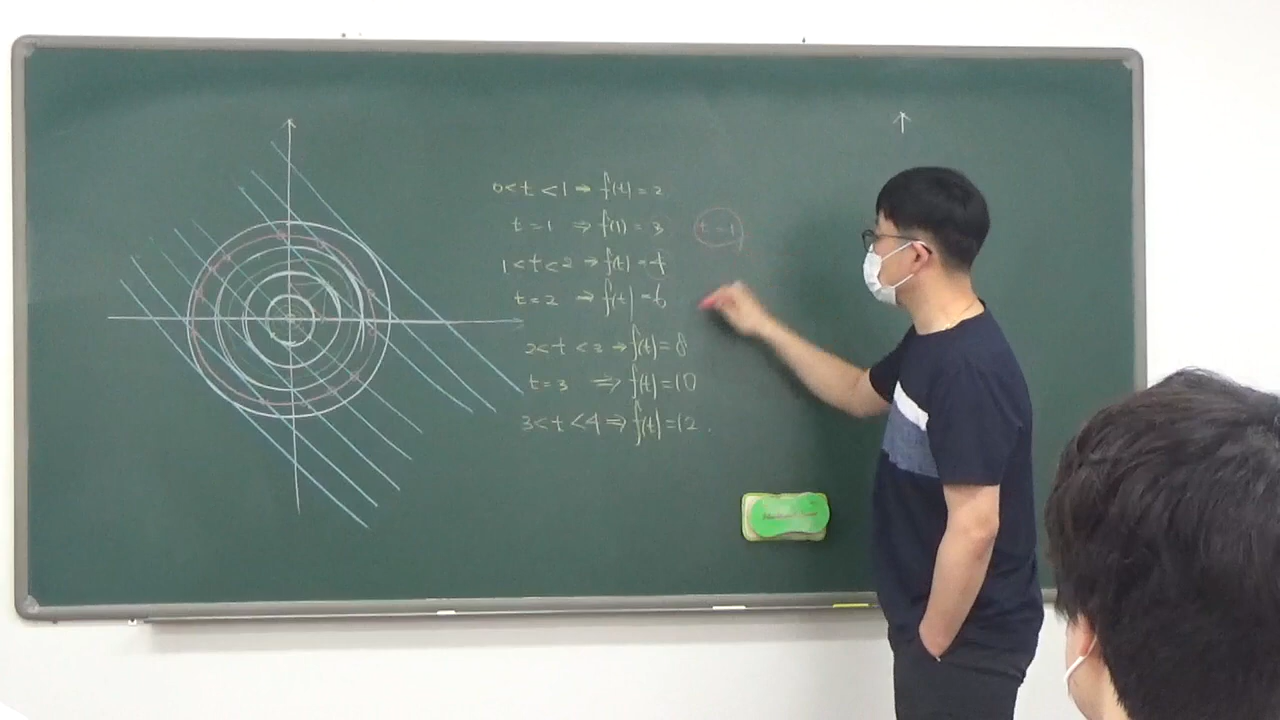 0<t<1 ⇒ f(t)=2
t=1 ⇒ f(1)=3
t=1
1<t<2 ⇒ f(t)=4
t=2 ⇒ f(t)=6
2<t<3 ⇒ f(t)=8
t=3 ⇒ f(t)=10
3<t<4 ⇒ f(t)=12.